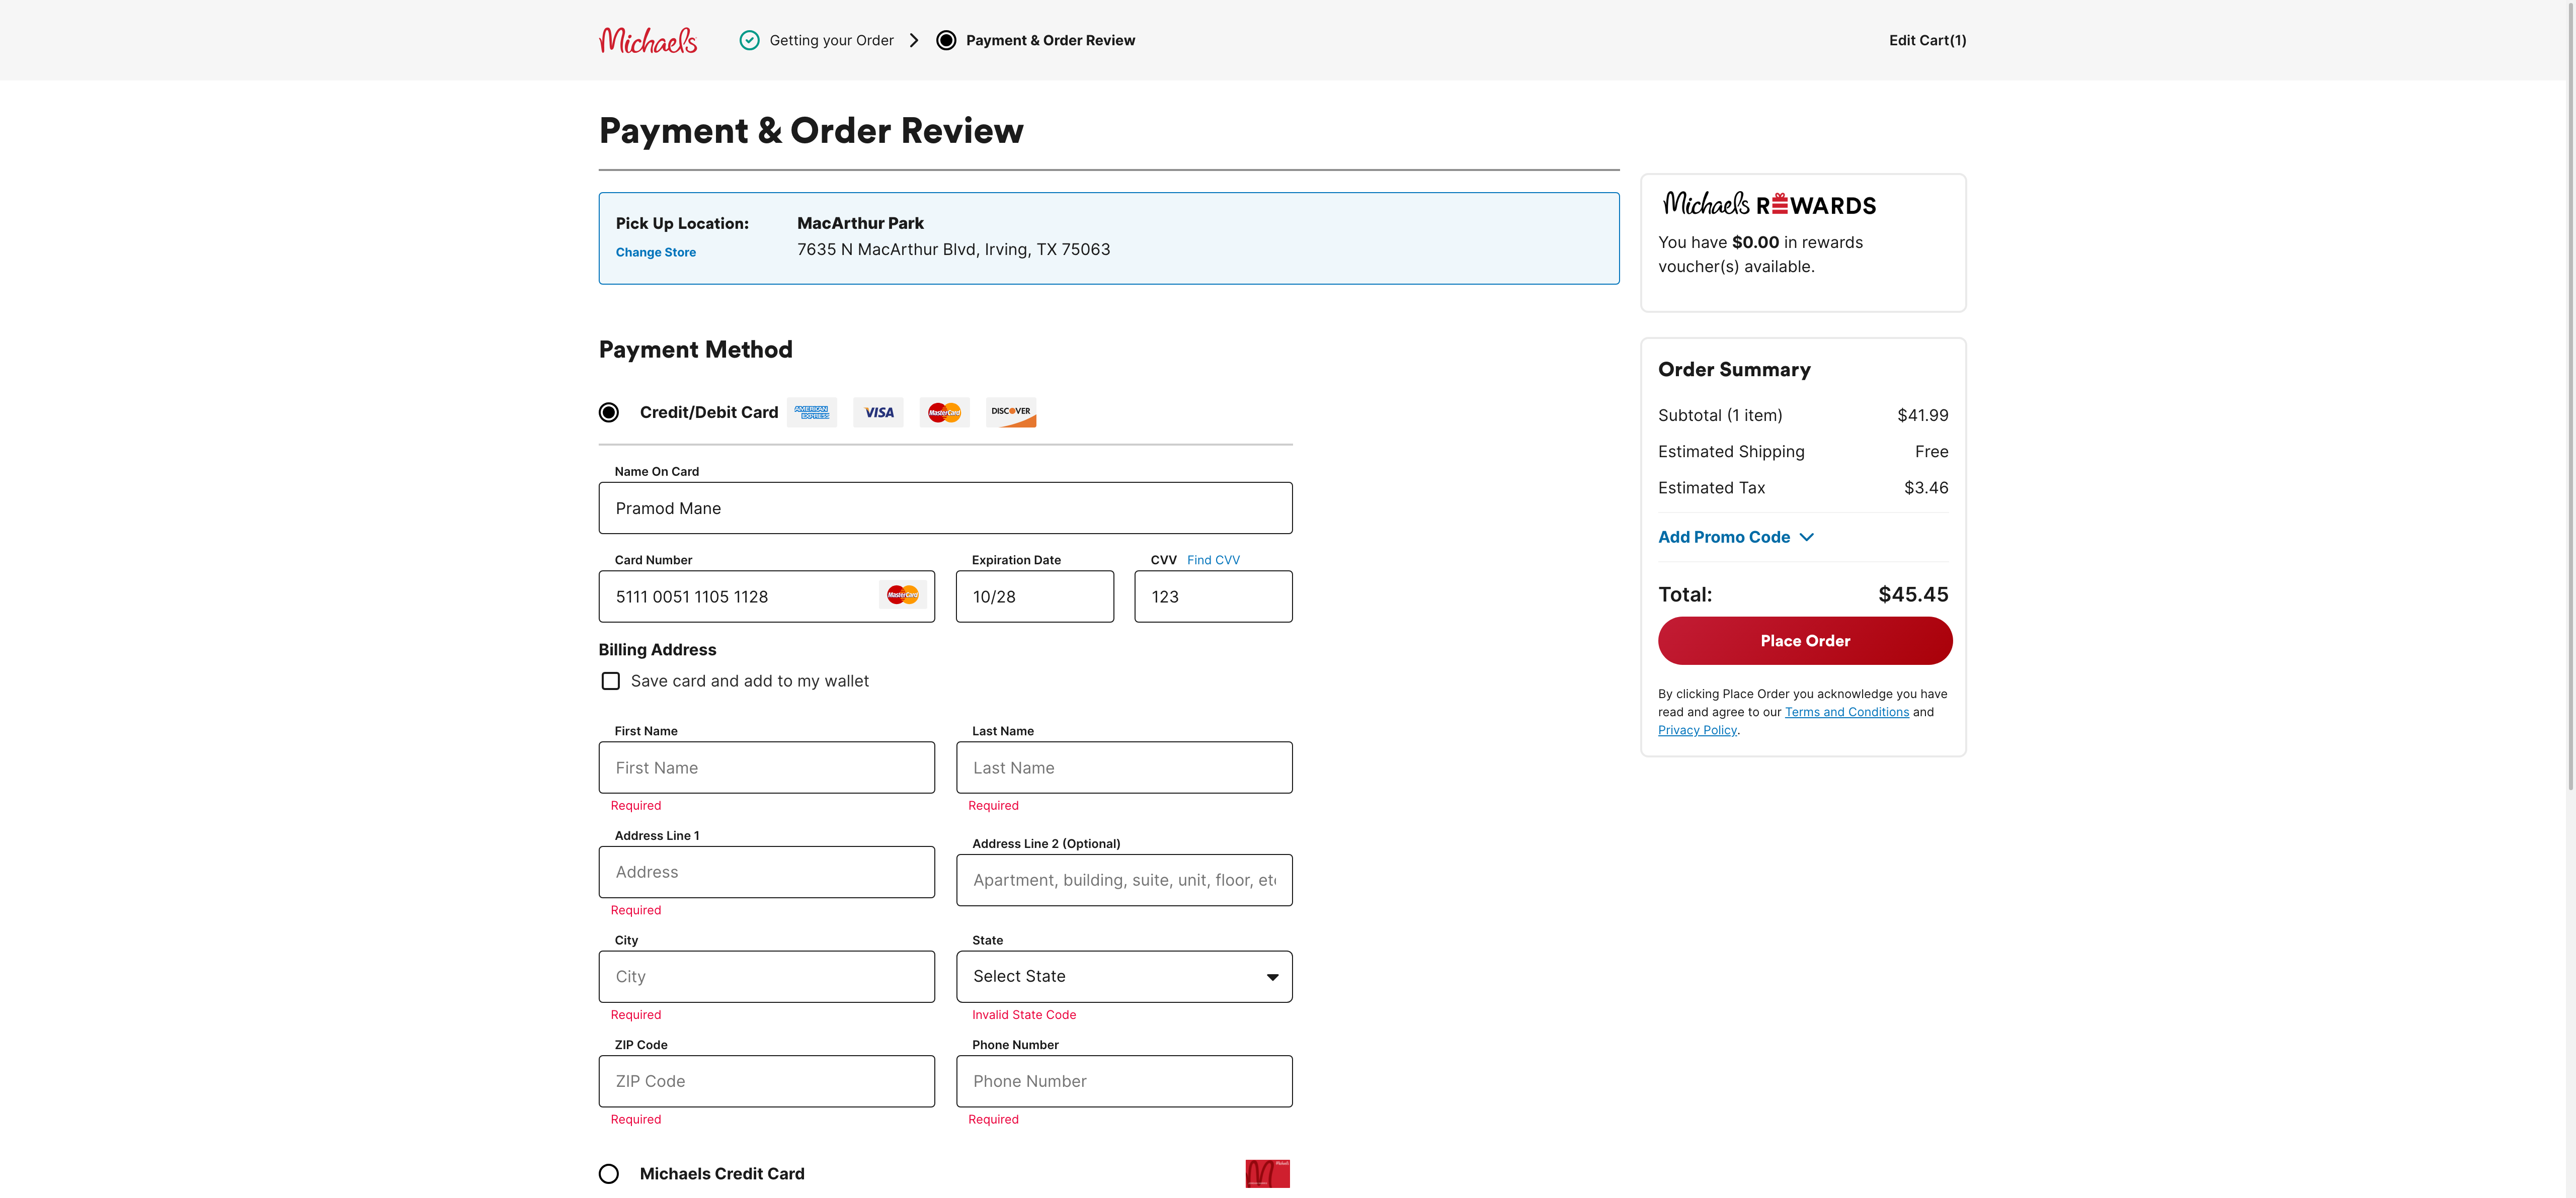 Michaels
Getting your Order
Payment & Order Review
Edit Cart(1)
Payment & Order Review
Pick Up Location:
Change Store
MacArthur Park
7635 N MacArthur Blvd, Irving, TX 75063
Michaels REWARDS
You have $0.00 in rewards
voucher(s) available.
Payment Method
Credit/Debit Card
AMERICAN
EXPRESS
VISA
MasterCard
DISCOVER
Name On Card
Pramod Mane
Card Number
5111 0051 1105 1128
MasterCard
Expiration Date
10/28
CVV Find CVV
123
Billing Address
Save card and add to my wallet
First Name
First Name
Required
Last Name
Last Name
Required
Address Line 1
Address
Required
Address Line 2 (Optional)
Apartment, building, suite, unit, floor, etc
City
City
Required
State
Select State
Invalid State Code
ZIP Code
ZIP Code
Required
Phone Number
Phone Number
Required
Michaels Credit Card
Order Summary
Subtotal (1 item) $41.99
Estimated Shipping Free
Estimated Tax $3.46
Add Promo Code
Total: $45.45
Place Order
By clicking Place Order you acknowledge you have
read and agree to our Terms and Conditions and
Privacy Policy.